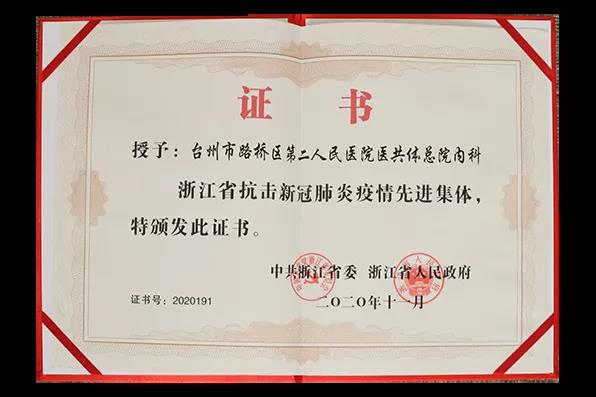 证 书
授予：台州市路桥区第二人民医院医共体总院内科
浙江省抗击新冠肺炎疫情先进集体，
特颁发此证书。
中共浙江省委 浙江省人民政府
二〇二〇年十一月
证书号：2020191